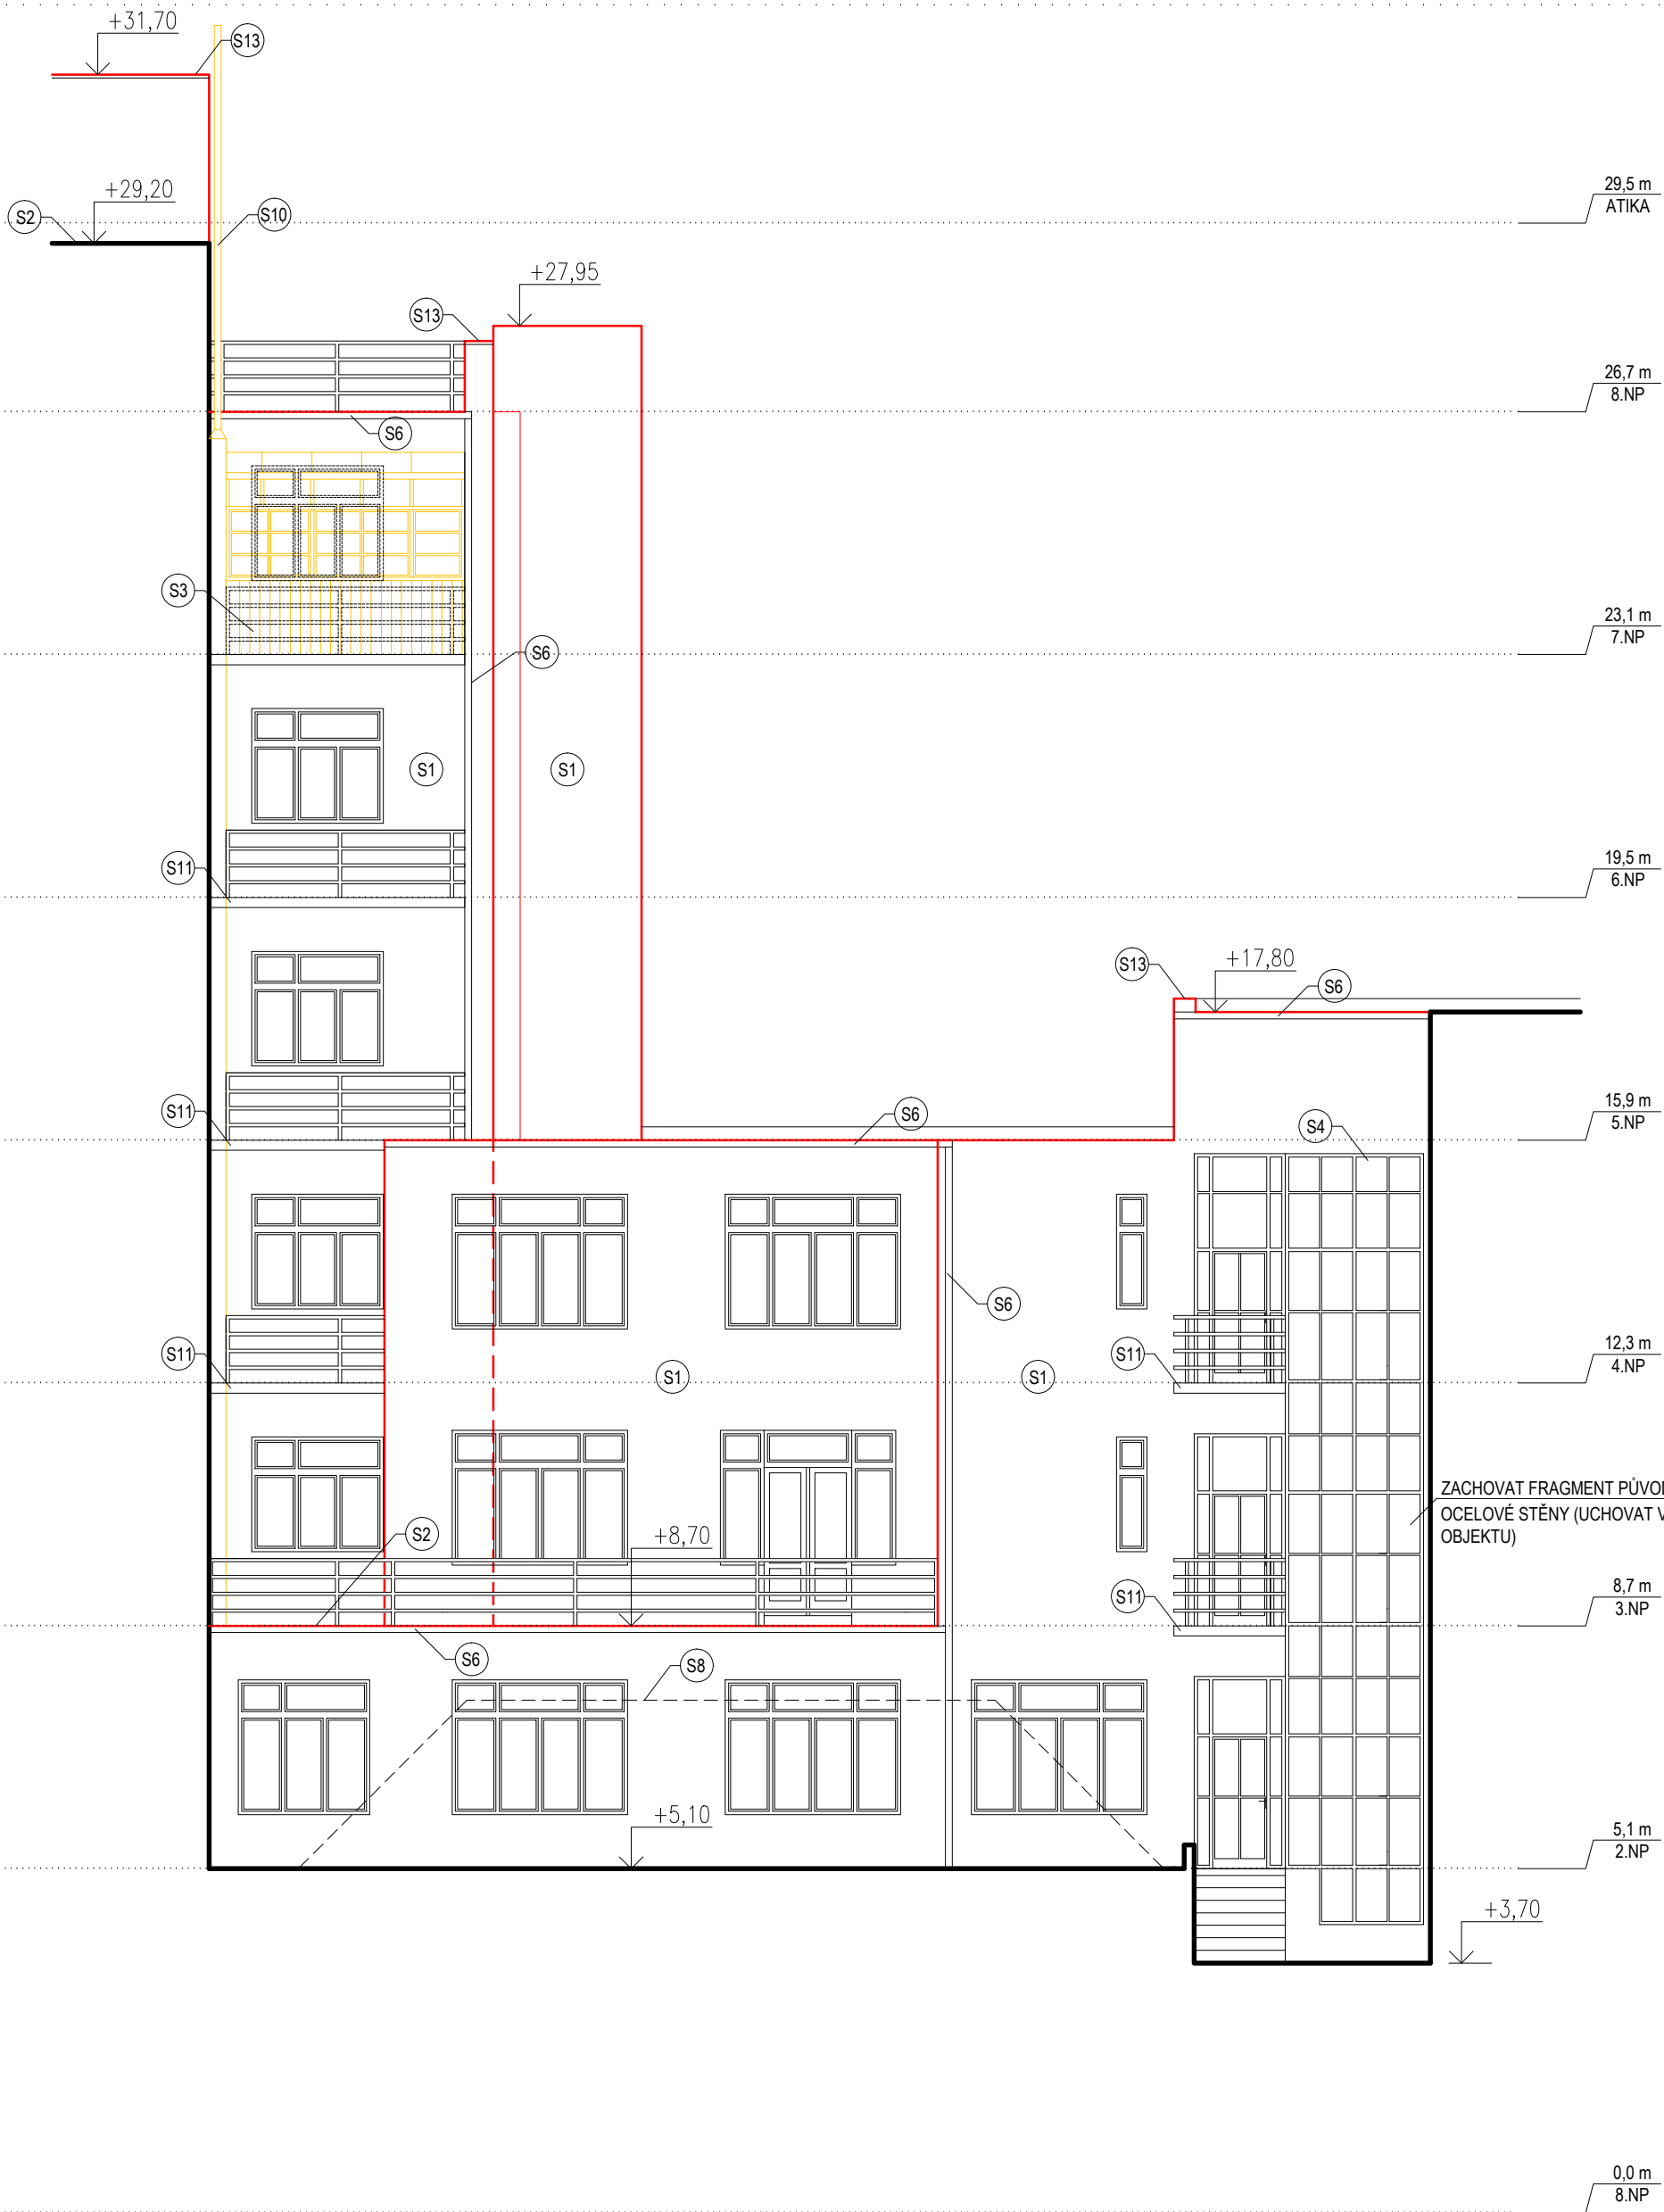 +31,70
S13
+29,20
S2
S10
29,5 m
ATIKA
+27,95
S13
26,7 m
8.NP
S6
S3
23,1 m
7.NP
S6
S1
S1
S11
19,5 m
6.NP
S13
+17,80
S6
S11
S6
S4
15,9 m
5.NP
S6
S11
S1
S1
S11
12,3 m
4.NP
ZACHOVAT FRAGMENT
OCELOVÉ STĚNY (UCHOVAT
OBJEKTU)
S2
+8,70
S11
8,7 m
3.NP
S6
S8
+5,10
5,1 m
2.NP
+3,70
0,0 m
8.NP